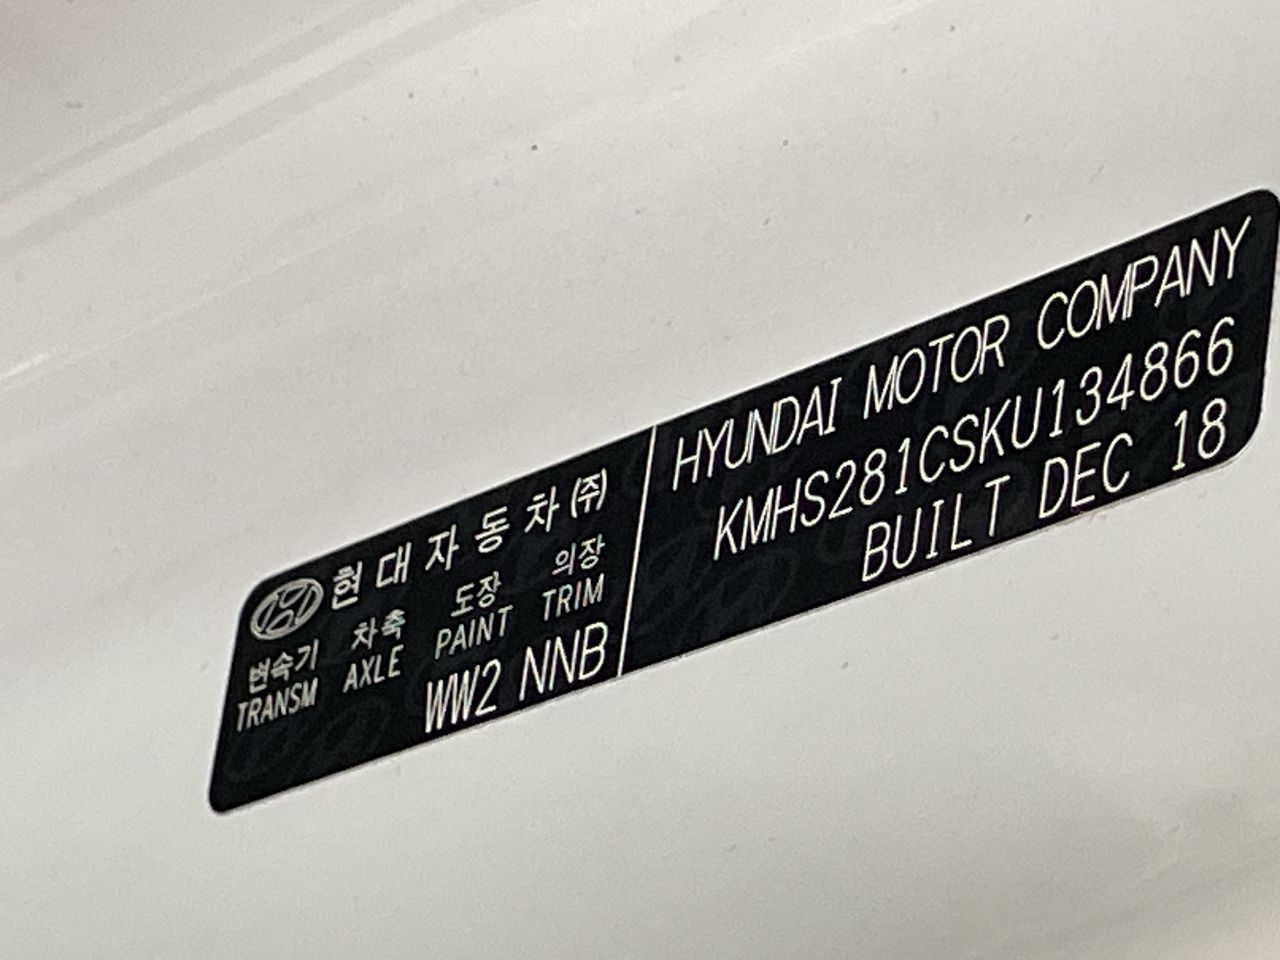 현대자동차(주)
변속기 차축 도장 의장
TRANSM AXLE PAINT TRIM
WW2 NNB
HYUNDAI MOTOR COMPANY
KMHS281CSKU134866
BUILT DEC 18